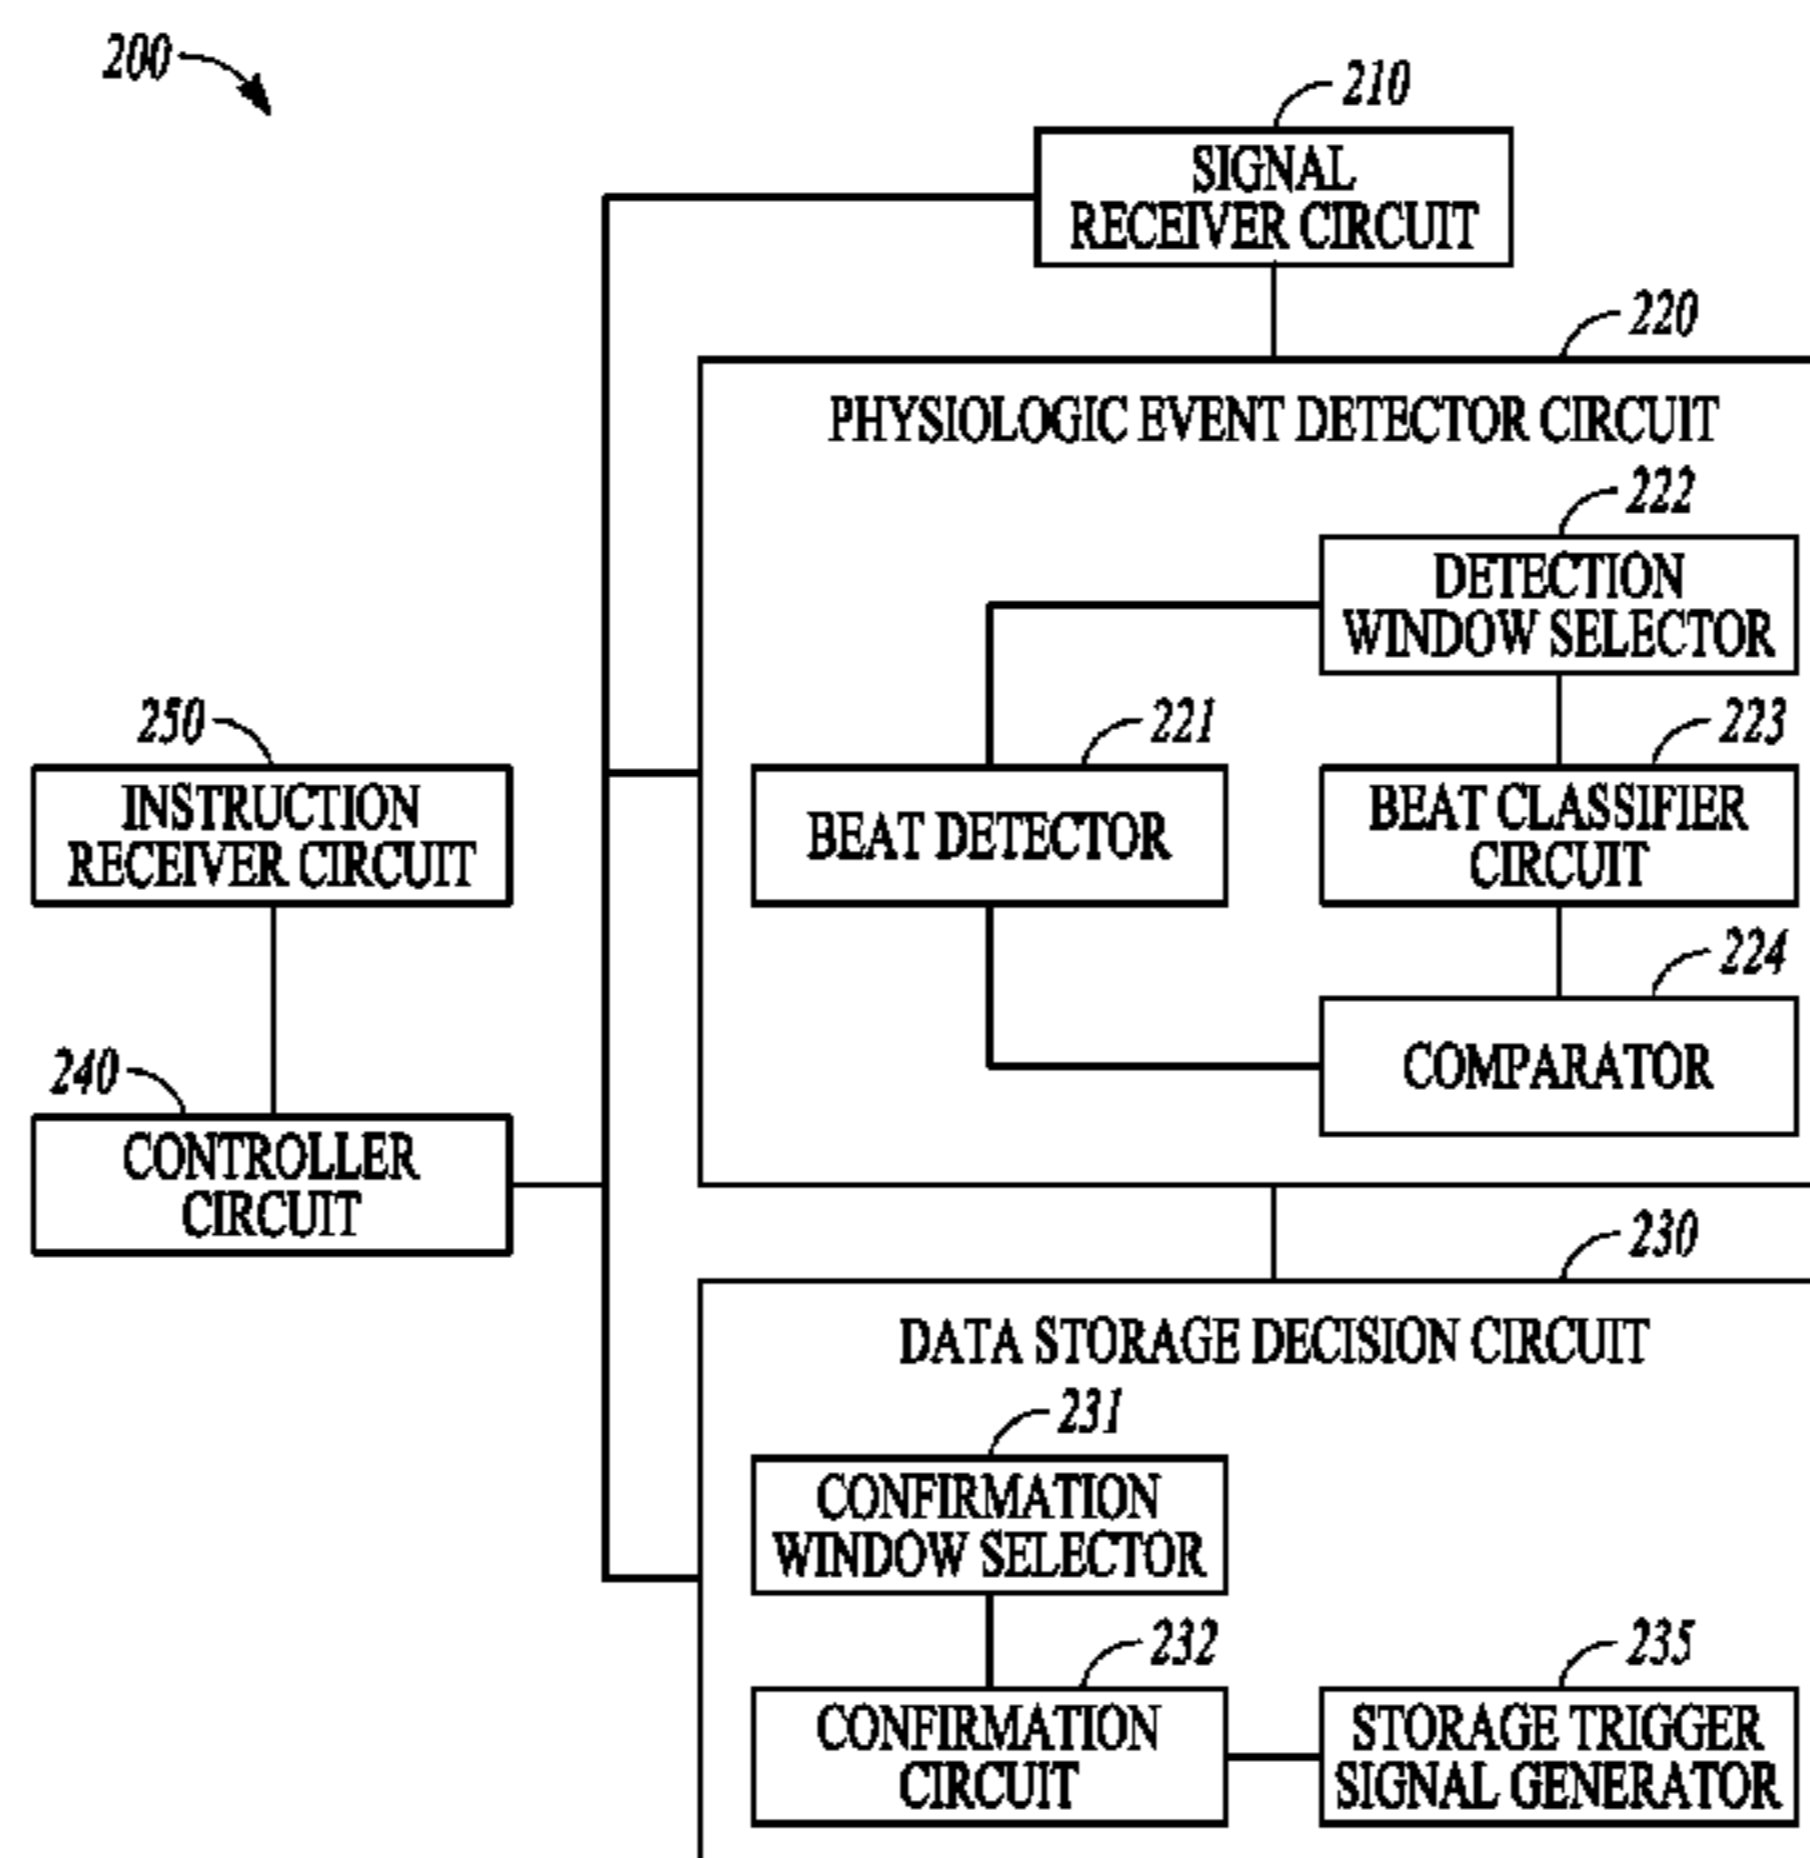 200
210
SIGNAL
RECEIVER CIRCUIT
220
PHYSIOLOGIC EVENT DETECTOR CIRCUIT
222
DETECTION
WINDOW SELECTOR
250
INSTRUCTION
RECEIVER CIRCUIT
221
BEAT DETECTOR
223
BEAT CLASSIFIER
CIRCUIT
224
COMPARATOR
240
CONTROLLER
CIRCUIT
230
DATA STORAGE DECISION CIRCUIT
231
CONFIRMATION
WINDOW SELECTOR
232
CONFIRMATION
CIRCUIT
235
STORAGE TRIGGER
SIGNAL GENERATOR